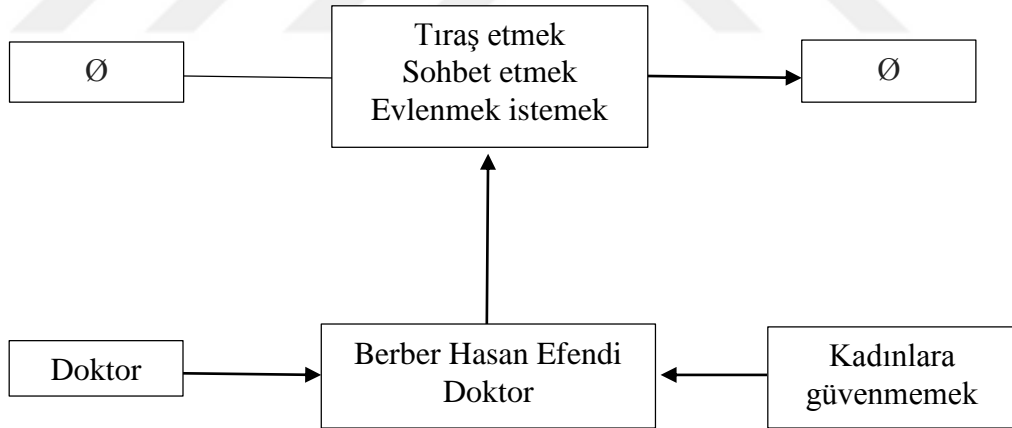 Ø
Tıraş etmek
Sohbet etmek
Evlenmek istemek
Ø
Doktor
Berber Hasan Efendi
Doktor
Kadınlara
güvenmemek